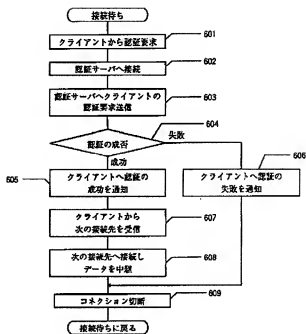 接続待ち
クライアントから認証要求
601
認証サーバへ接続
602
認証サーバへクライアントの
認証要求送信
603
604
認証の成否
失敗
成功
605
クライアントへ認証の
成功を通知
606
クライアントへ認証の
失敗を通知
クライアントから
次の接続先を受信
607
次の接続先へ接続し
データを中継
608
コネクション切断
609
接続待ちに戻る